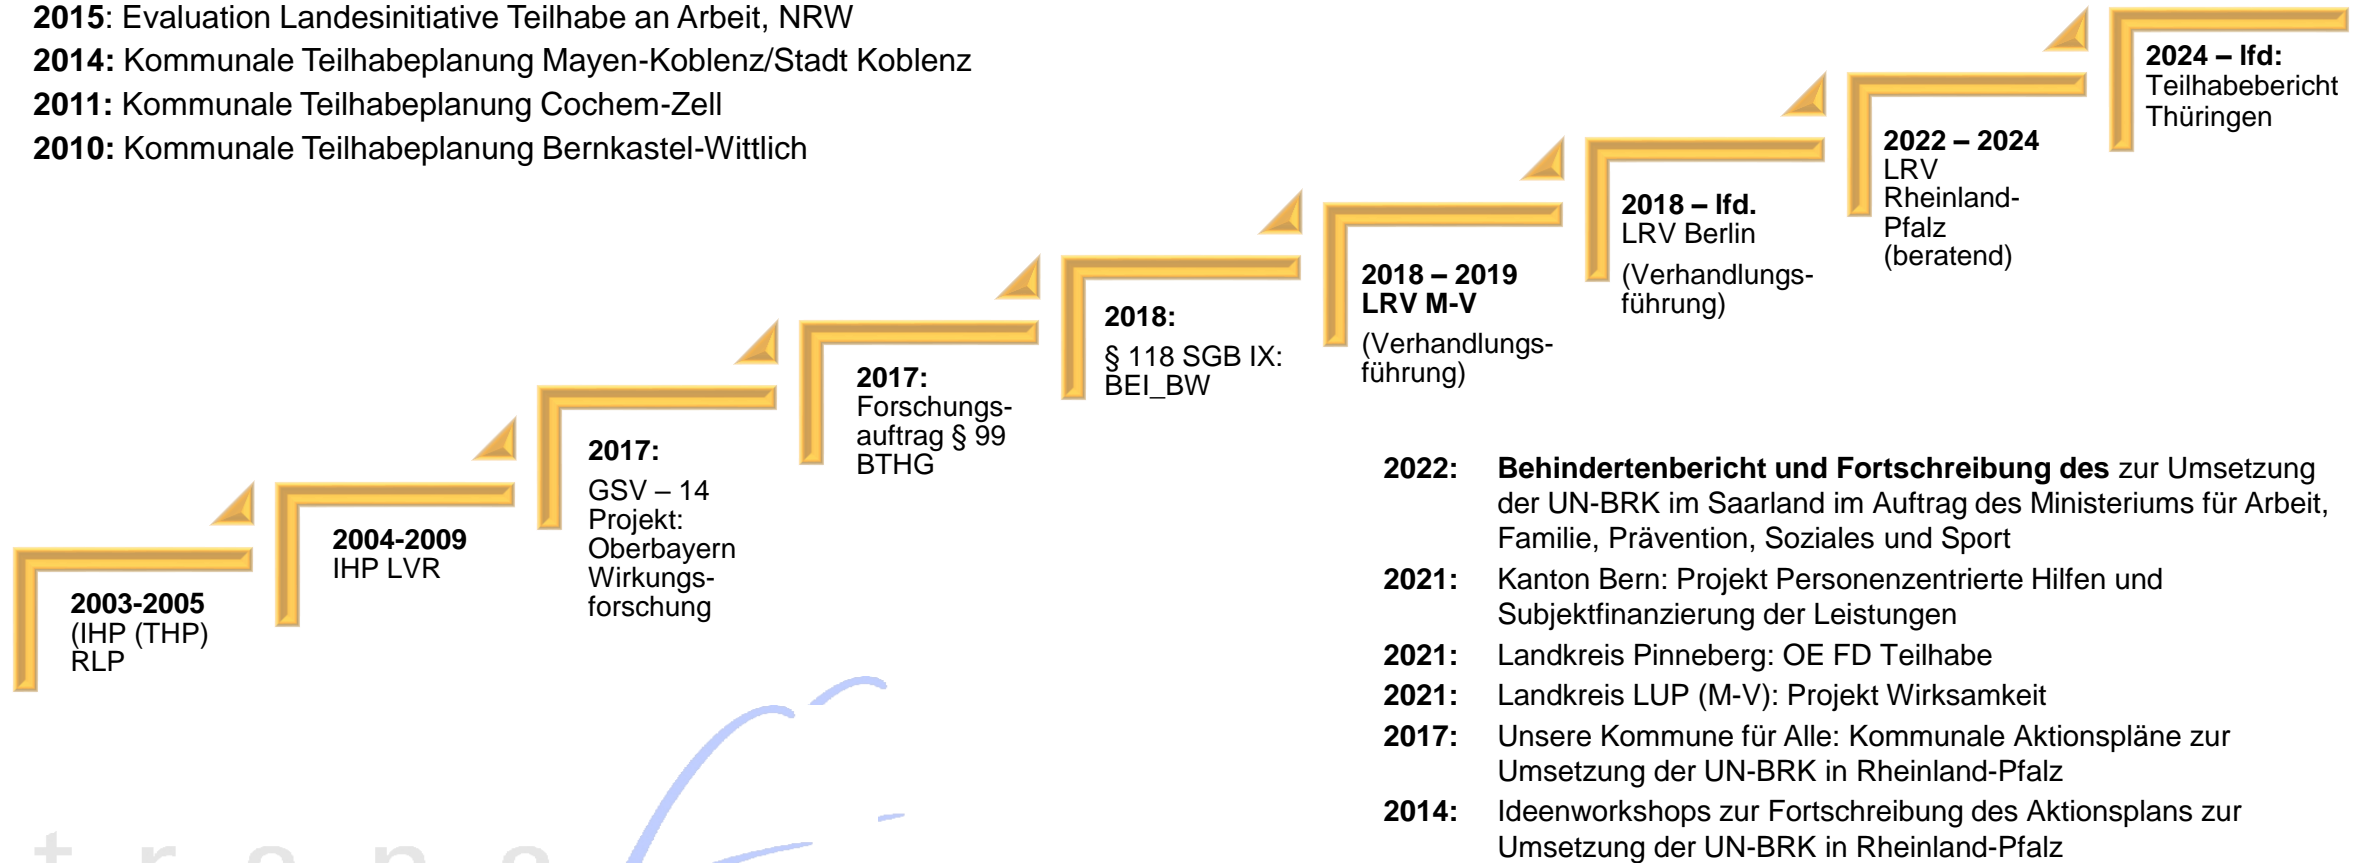 2015: Evaluation Landesinitiative Teilhabe an Arbeit, NRW
2014: Kommunale Teilhabeplanung Mayen-Koblenz/Stadt Koblenz
2011: Kommunale Teilhabeplanung Cochem-Zell
2010: Kommunale Teilhabeplanung Bernkastel-Wittlich
2003-2005
(IHP (THP)
RLP
2004-2009
IHP LVR
2017:
GSV – 14
Projekt:
Oberbayern
Wirkungs-
forschung
2017:
Forschungs-
auftrag § 99
BTHG
2018:
§ 118 SGB IX:
BEI_BW
2018 – 2019
LRV M-V
(Verhandlungs-
führung)
2018 – lfd.
LRV Berlin
(Verhandlungs-
führung)
2022 – 2024
LRV
Rheinland-
Pfalz
(beratend)
2024 – lfd:
Teilhabebericht
Thüringen
2022: Behindertenbericht und Fortschreibung des zur Umsetzung
der UN-BRK im Saarland im Auftrag des Ministeriums für Arbeit,
Familie, Prävention, Soziales und Sport
2021: Kanton Bern: Projekt Personenzentrierte Hilfen und
Subjektfinanzierung der Leistungen
2021: Landkreis Pinneberg: OE FD Teilhabe
2021: Landkreis LUP (M-V): Projekt Wirksamkeit
2017: Unsere Kommune für Alle: Kommunale Aktionspläne zur
Umsetzung der UN-BRK in Rheinland-Pfalz
2014: Ideenworkshops zur Fortschreibung des Aktionsplans zur
Umsetzung der UN-BRK in Rheinland-Pfalz